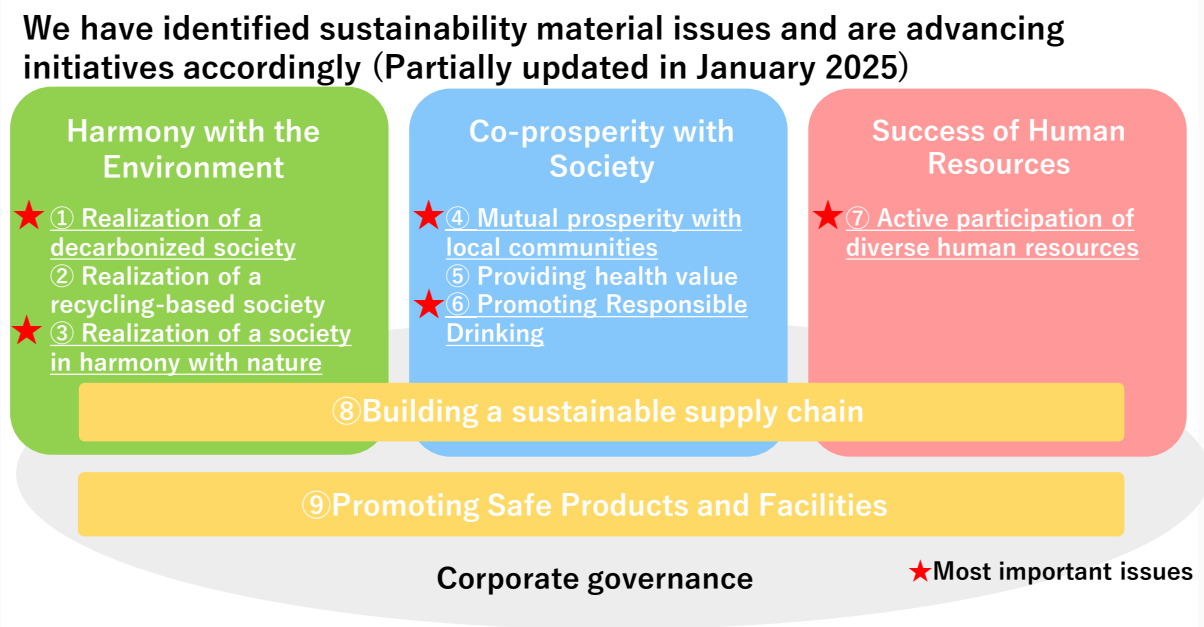 We have identified sustainability material issues and are advancing
initiatives accordingly (Partially updated in January 2025)
Harmony with the
Environment
★ ① Realization of a
decarbonized society
② Realization of a
recycling-based society
★ ③ Realization of a society
in harmony with nature
Co-prosperity with
Society
★ ④ Mutual prosperity with
local communities
⑤ Providing health value
★ ⑥ Promoting Responsible
Drinking
Success of Human
Resources
★ ⑦ Active participation of
diverse human resources
⑧Building a sustainable supply chain
⑨Promoting Safe Products and Facilities
Corporate governance
★Most important issues